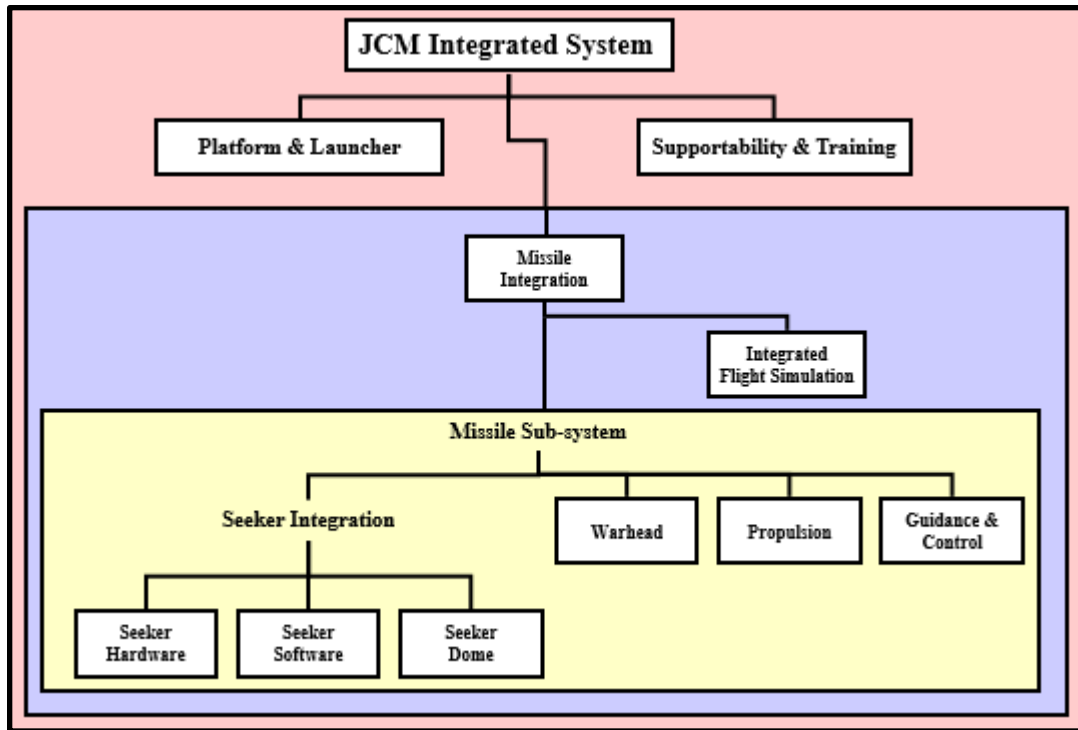 JCM Integrated System
Platform & Launcher
Supportability & Training
Missile
Integration
Integrated
Flight Simulation
Missile Sub-system
Seeker Integration
Warhead
Propulsion
Guidance &
Control
Seeker
Hardware
Seeker
Software
Seeker
Dome